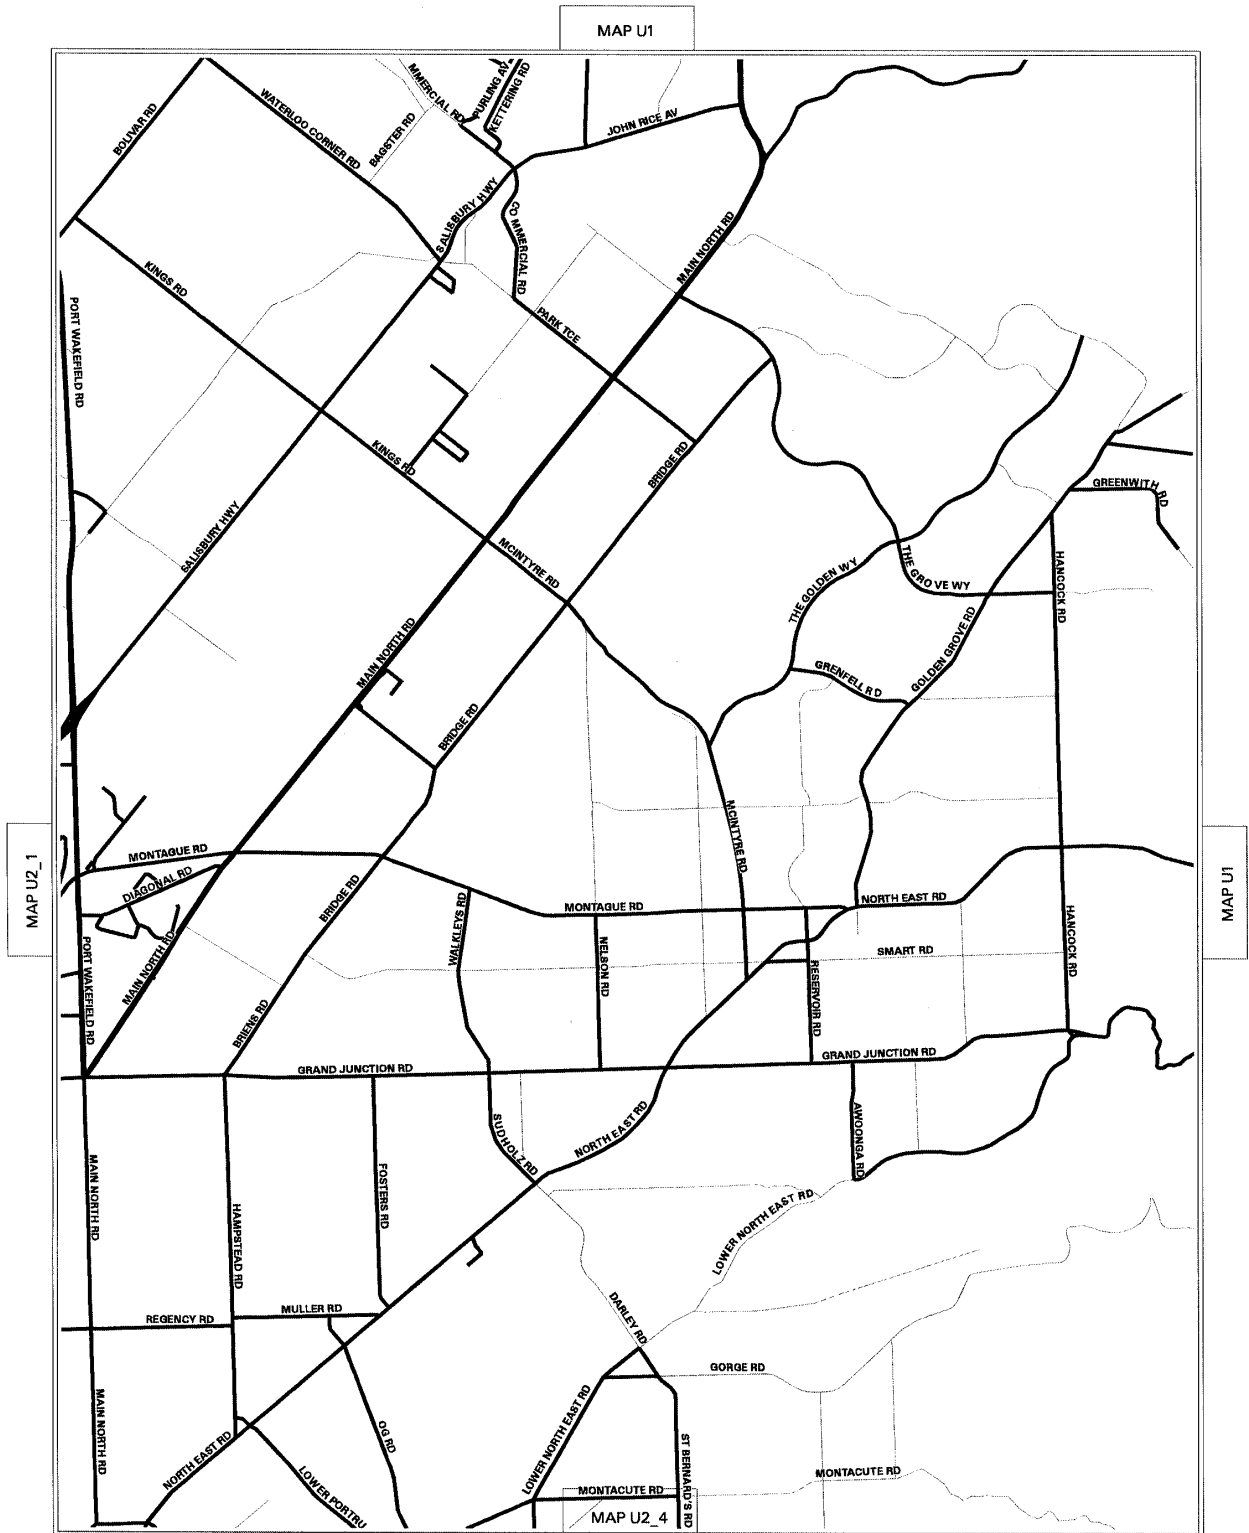 MAP U1
MMERCIAL RD
PURLING AV
KETTERING RD
BOLIVAR RD
WATERLOO CORNER RD
BAGSTER RD
JOHN RICE AV
SALISBURY HWY
COMMERCIAL RD
MAIN NORTH RD
KINGS RD
PORT WAKEFIELD RD
PARK TCE
KINGS RD
BRIDGE RD
GREENWITH RD
SALISBURY HWY
MCINTYRE RD
THE GOLDEN WY
THE GROVE WY
HANCOCK RD
MAIN NORTH RD
GRENFELL RD
GOLDEN GROVE RD
BRIDGE RD
MCINTYRE RD
MAP U2_1
MONTAGUE RD
DIAGONAL RD
MAP U1
BRIDGE RD
WALKLEYS RD
MONTAGUE RD
NORTH EAST RD
PORT WAKEFIELD RD
MAIN NORTH RD
NELSON RD
SMART RD
HANCOCK RD
RESERVOIR RD
BRIENS RD
GRAND JUNCTION RD
GRAND JUNCTION RD
SUDHOLZ RD
NORTH EAST RD
AWOONGA RD
MAIN NORTH RD
FOSTERS RD
HAMPSTEAD RD
LOWER NORTH EAST RD
REGENCY RD
MULLER RD
DARLEY RD
GORGE RD
MAIN NORTH RD
NORTH EAST RD
OG RD
LOWER NORTH EAST RD
LOWER PORTRU
ST BERNARD'S RD
MONTACUTE RD
MONTACUTE RD
MAP U2_4